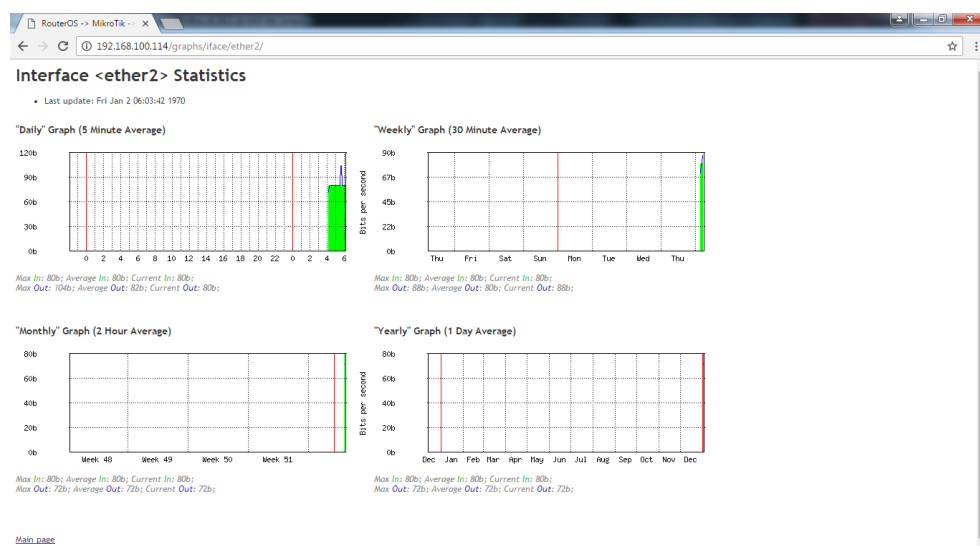 RouterOS -> MikroTik ->
192.168.100.114/graphs/iface/ether2/
Interface <ether2> Statistics
• Last update: Fri Jan 2 06:03:42 1970
"Daily" Graph (5 Minute Average)
120b
90b
60b
30b
0b
0 2 4 6 8 10 12 14 16 18 20 22 0 2 4 6
Max In: 80b; Average In: 80b; Current In: 80b;
Max Out: 104b; Average Out: 82b; Current Out: 80b;
"Weekly" Graph (30 Minute Average)
Bits per second
90b
67b
45b
22b
0b
Thu Fri Sat Sun Mon Tue Wed Thu
Max In: 80b; Average In: 80b; Current In: 80b;
Max Out: 88b; Average Out: 80b; Current Out: 88b;
"Monthly" Graph (2 Hour Average)
80b
60b
40b
20b
0b
Week 48 Week 49 Week 50 Week 51
Max In: 80b; Average In: 80b; Current In: 80b;
Max Out: 72b; Average Out: 72b; Current Out: 72b;
"Yearly" Graph (1 Day Average)
Bits per second
80b
60b
40b
20b
0b
Dec Jan Feb Mar Apr May Jun Jul Aug Sep Oct Nov Dec
Max In: 80b; Average In: 80b; Current In: 80b;
Max Out: 72b; Average Out: 72b; Current Out: 72b;
Main page